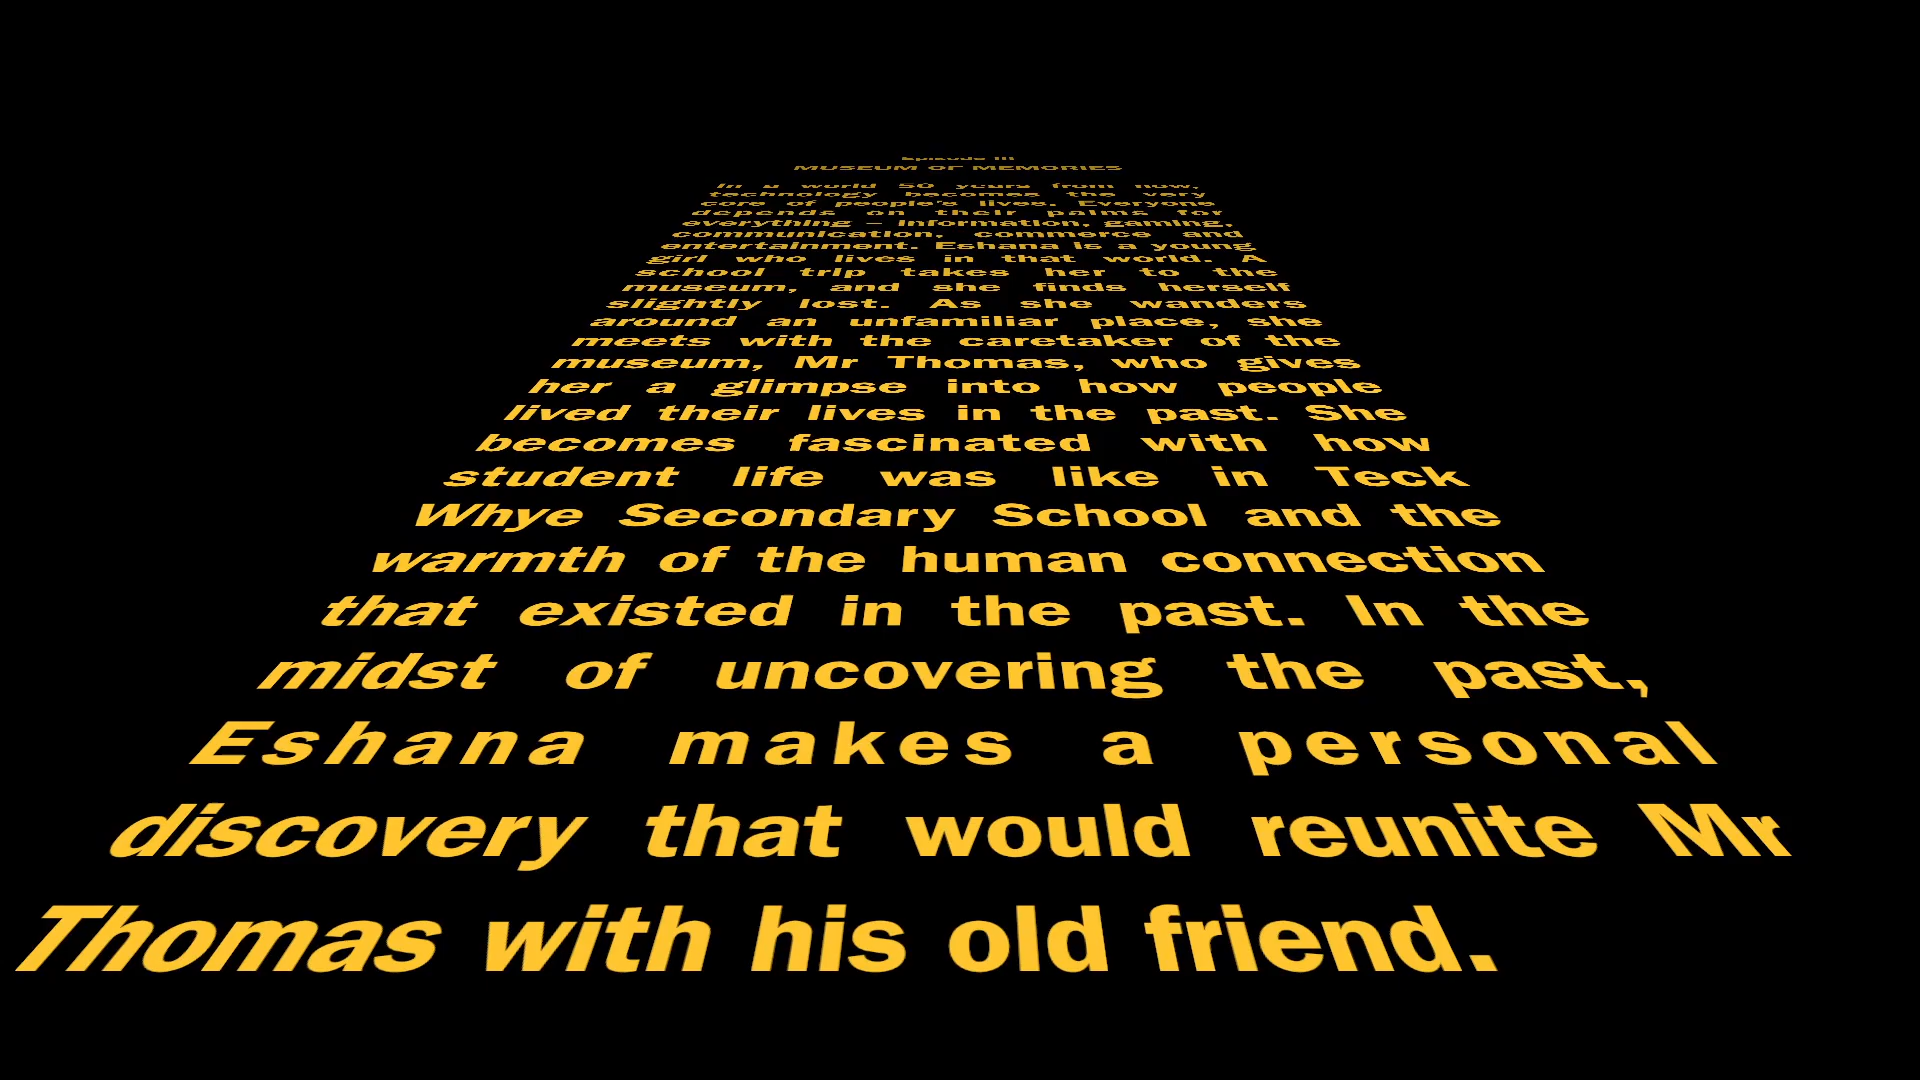 Episode III
MUSEUM OF MEMORIES
In a world 50 years from now,
technology becomes the very
core of people's lives. Everyone
depends on their palms for
everything – information, gaming,
communication, commerce and
entertainment. Eshana is a young
girl who lives in that world. A
school trip takes her to the
museum, and she finds herself
slightly lost. As she wanders
around an unfamiliar place, she
meets with the caretaker of the
museum, Mr Thomas, who gives
her a glimpse into how people
lived their lives in the past. She
becomes fascinated with how
student life was like in Teck
Whye Secondary School and the
warmth of the human connection
that existed in the past. In the
midst of uncovering the past,
Eshana makes a personal
discovery that would reunite Mr
Thomas with his old friend.